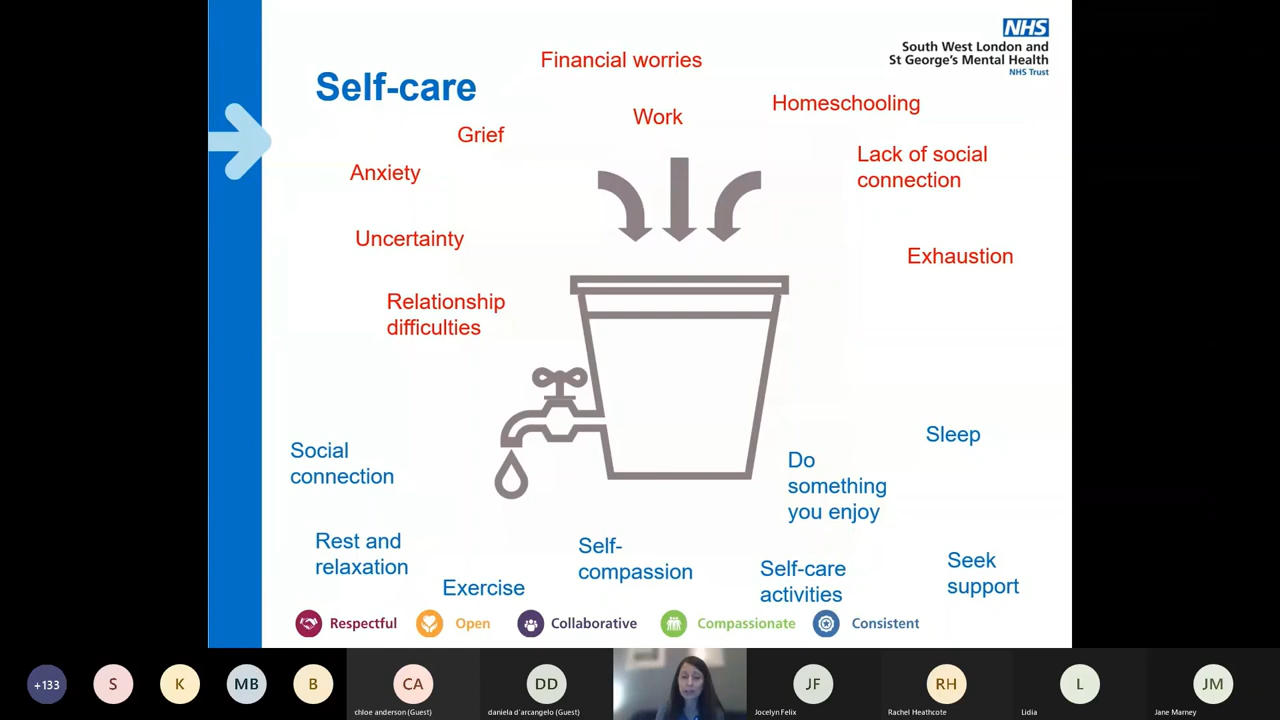 NHS
South West London and
St George's Mental Health
NHS Trust
Self-care
Financial worries
Work
Homeschooling
Grief
Lack of social
connection
Anxiety
Uncertainty
Exhaustion
Relationship
difficulties
Social
connection
Sleep
Do
something
you enjoy
Rest and
relaxation
Exercise
Self-
compassion
Self-care
activities
Seek
support
Respectful
Open
Collaborative
Compassionate
Consistent
+133
S
K
MB
B
CA
chloe anderson (Guest)
DD
daniela d'arcangelo (Guest)
JF
Jocelyn Felix
RH
Rachel Heathcote
L
Lidia
JM
Jane Marney